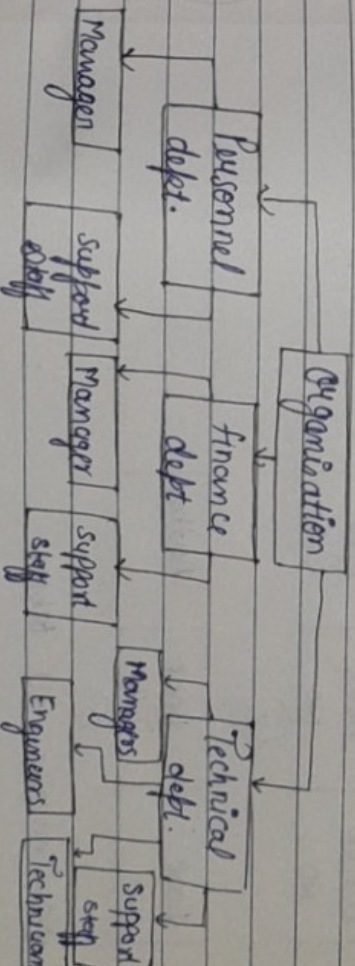 Organisation
Personnel
dept.
finance
dept
Technical
dept.
Manager
Support
Staff
Manager
Support
staff
Managers
Engineers
Support
staff
Technician